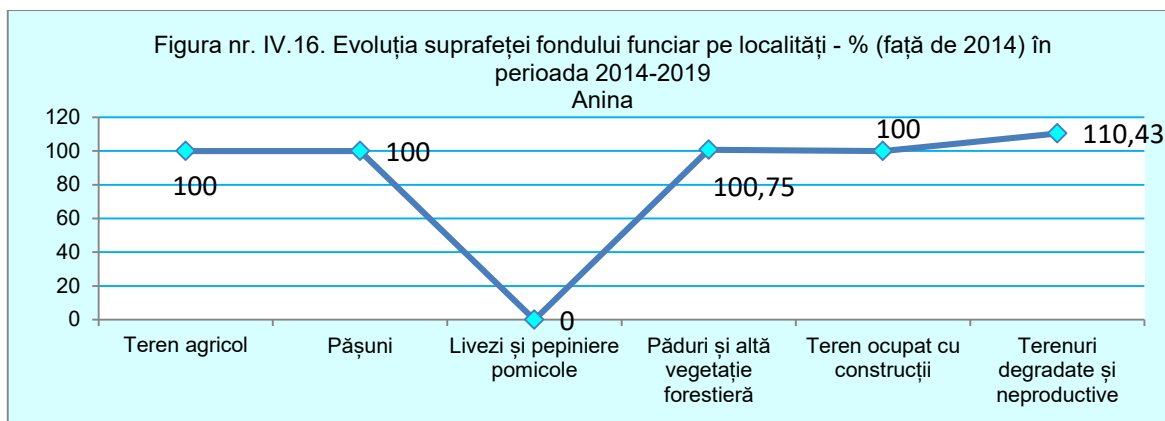 Figura nr. IV.16. Evoluția suprafeței fondului funciar pe localități - % (față de 2014) în
perioada 2014-2019
Anina
120
100
80
60
40
20
0
100
100
0
100,75
100
110,43
Teren agricol
Pășuni
Livezi și pepiniere
pomicole
Păduri și altă
vegetație
forestieră
Teren ocupat cu
construcții
Terenuri
degradate și
neproductive